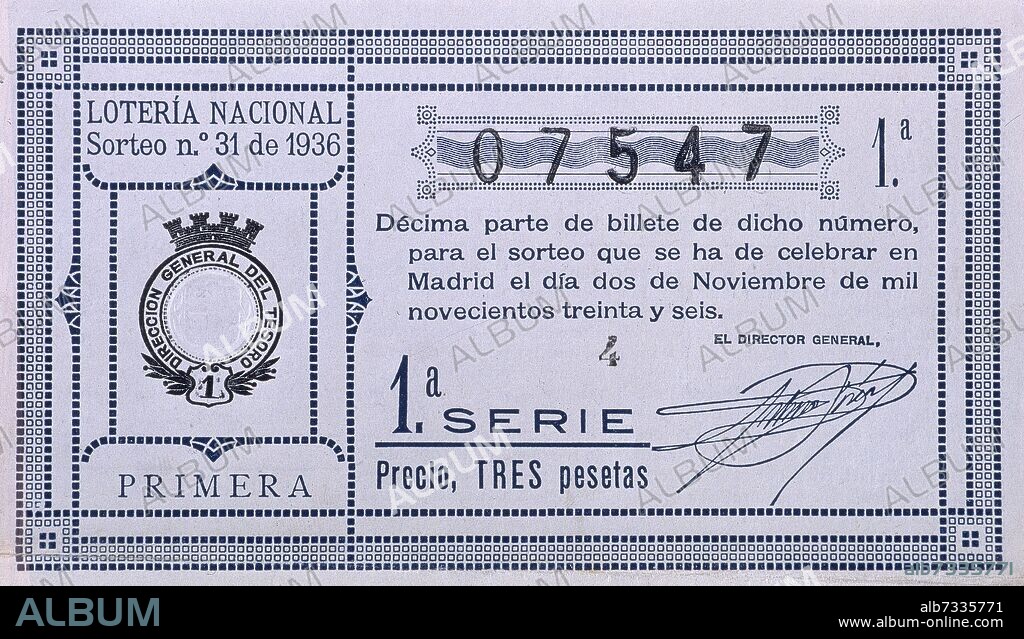 LOTERÍA NACIONAL
Sorteo n.º 31 de 1936
DIRECCION GENERAL DEL TESORO
1
PRIMERA
07547
1.ª
Décima parte de billete de dicho número,
para el sorteo que se ha de celebrar en
Madrid el día dos de Noviembre de mil
novecientos treinta y seis.
EL DIRECTOR GENERAL,
4
1.ª SERIE
Precio, TRES pesetas
ALBUM
alb7335771
alb7335771
www.album-online.com